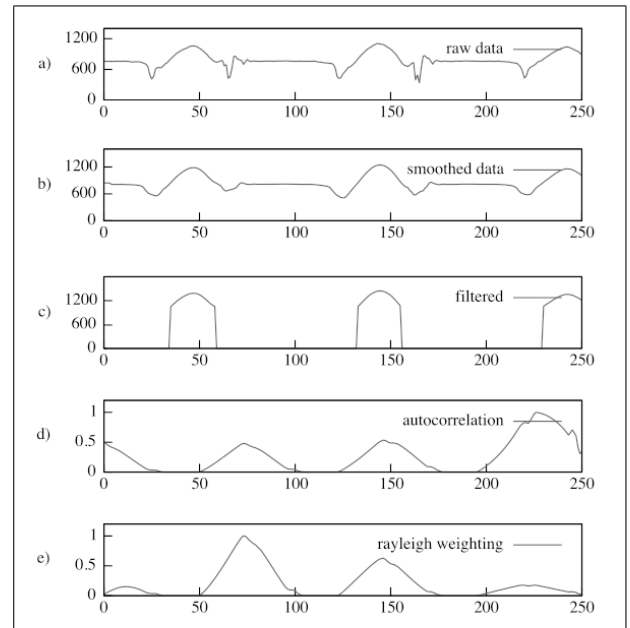 a)
raw data
1200
600
0
0 50 100 150 200 250
b)
smoothed data
1200
600
0
0 50 100 150 200 250
c)
filtered
1200
600
0
0 50 100 150 200 250
d)
autocorrelation
1
0.5
0
0 50 100 150 200 250
e)
rayleigh weighting
1
0.5
0
0 50 100 150 200 250